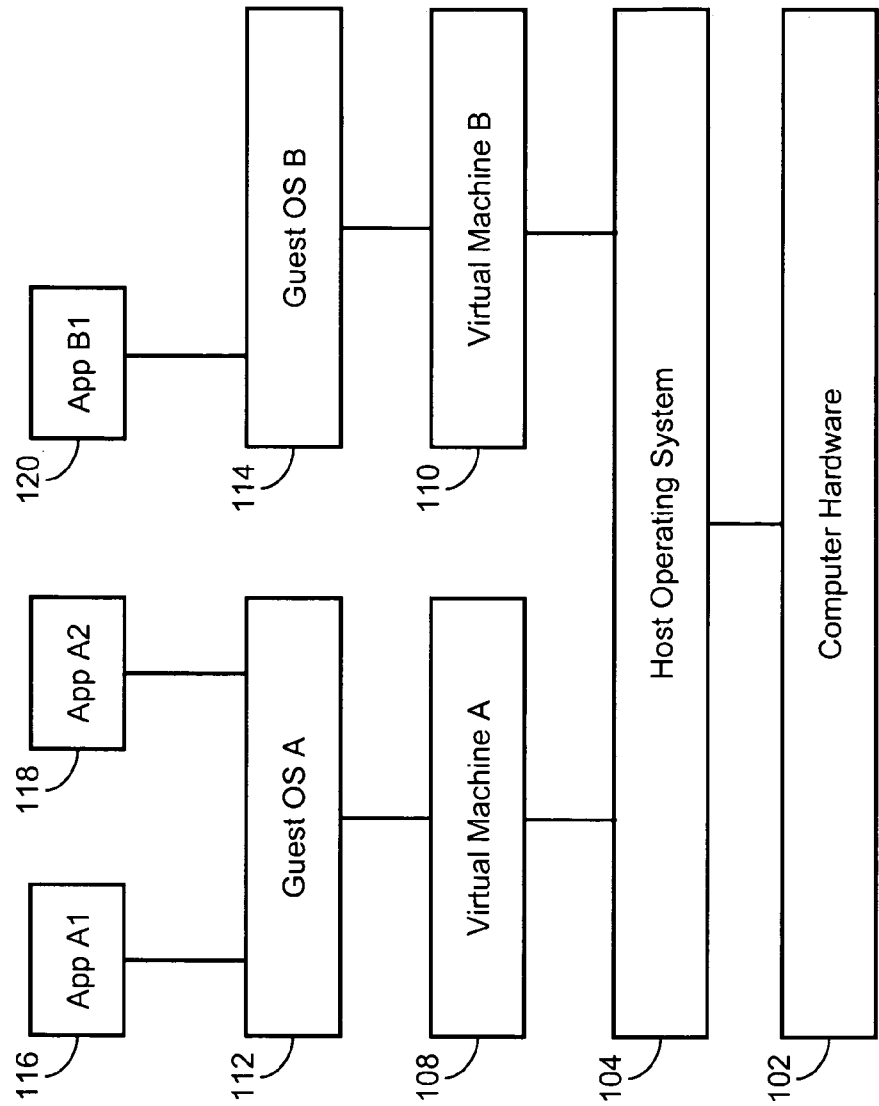 116
App A1
118
App A2
120
App B1
112
Guest OS A
114
Guest OS B
108
Virtual Machine A
110
Virtual Machine B
104
Host Operating System
102
Computer Hardware